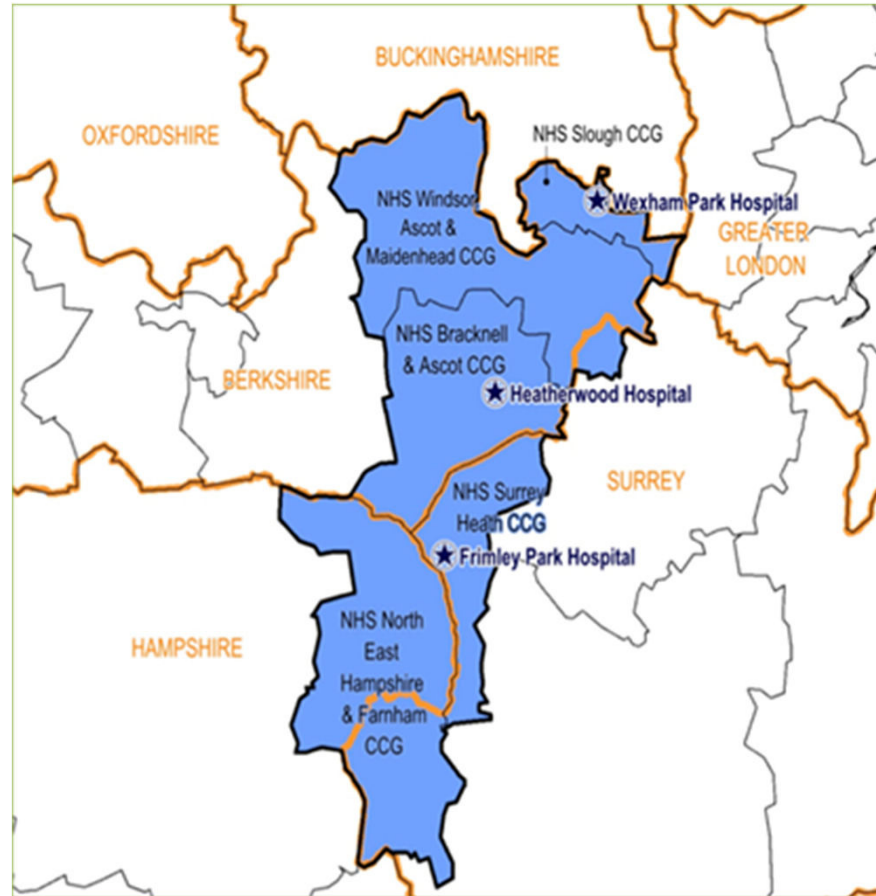 BUCKINGHAMSHIRE
OXFORDSHIRE
NHS Slough CCG
NHS Windsor
Ascot &
Maidenhead CCG
Wexham Park Hospital
GREATER
LONDON
NHS Bracknell
& Ascot CCG
BERKSHIRE
Heatherwood Hospital
NHS Surrey
Heath CCG
SURREY
Frimley Park Hospital
HAMPSHIRE
NHS North
East
Hampshire
& Farnham
CCG